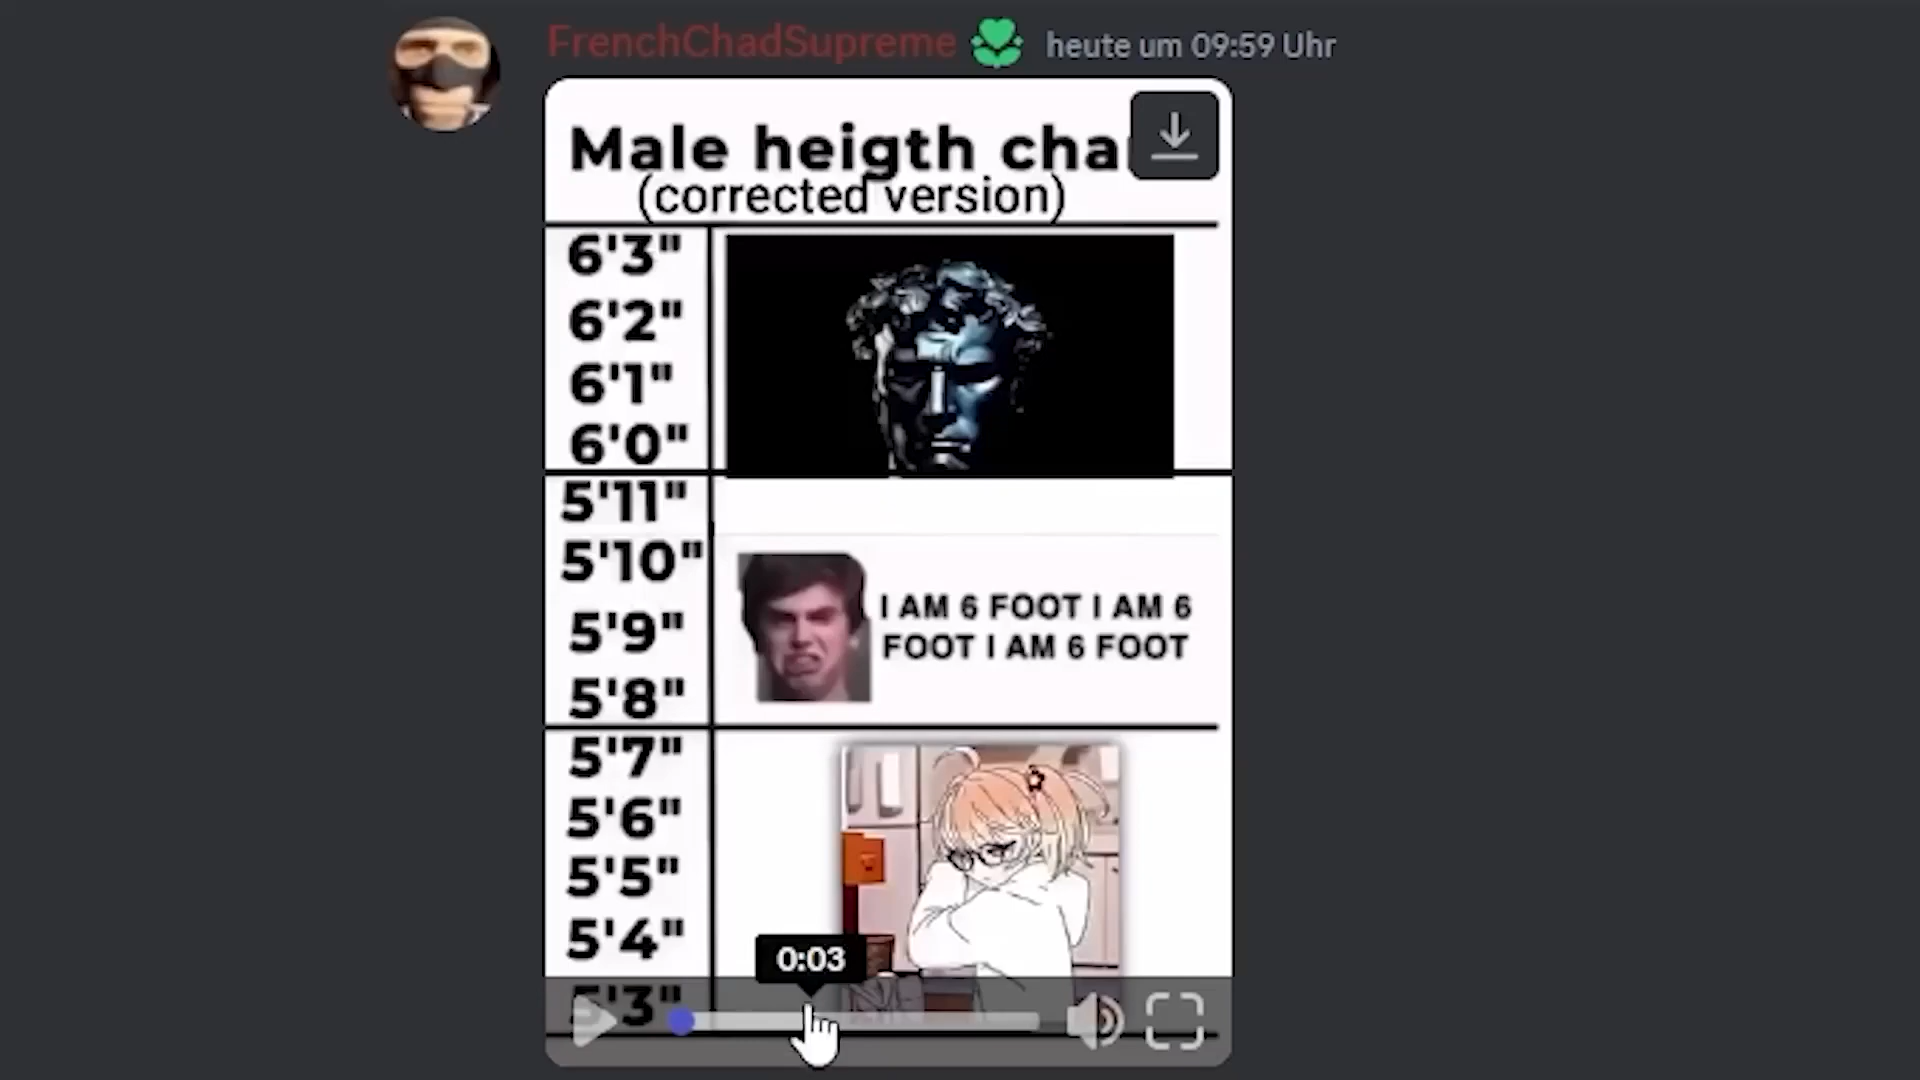 FrenchChadSupreme heute um 09:59 Uhr
Male heigth cha
(corrected version)
6'3"
6'2"
6'1"
6'0"
5'11"
5'10"
5'9"
5'8"
I AM 6 FOOT I AM 6
FOOT I AM 6 FOOT
5'7"
5'6"
5'5"
5'4"
5'3"
0:03